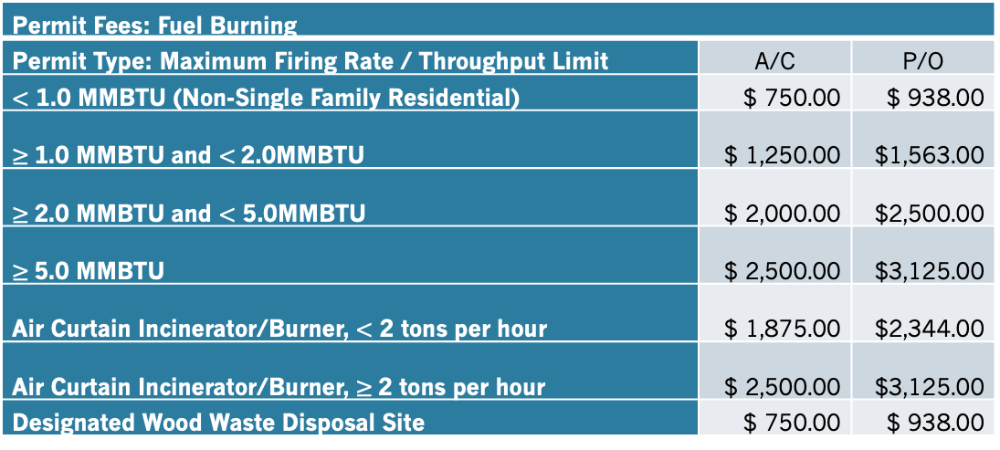 Permit Fees: Fuel Burning
Permit Type: Maximum Firing Rate / Throughput Limit A/C P/O
< 1.0 MMBTU (Non-Single Family Residential) $ 750.00 $ 938.00
≥ 1.0 MMBTU and < 2.0MMBTU $ 1,250.00 $1,563.00
≥ 2.0 MMBTU and < 5.0MMBTU $ 2,000.00 $2,500.00
≥ 5.0 MMBTU $ 2,500.00 $3,125.00
Air Curtain Incinerator/Burner, < 2 tons per hour $ 1,875.00 $2,344.00
Air Curtain Incinerator/Burner, ≥ 2 tons per hour $ 2,500.00 $3,125.00
Designated Wood Waste Disposal Site $ 750.00 $ 938.00